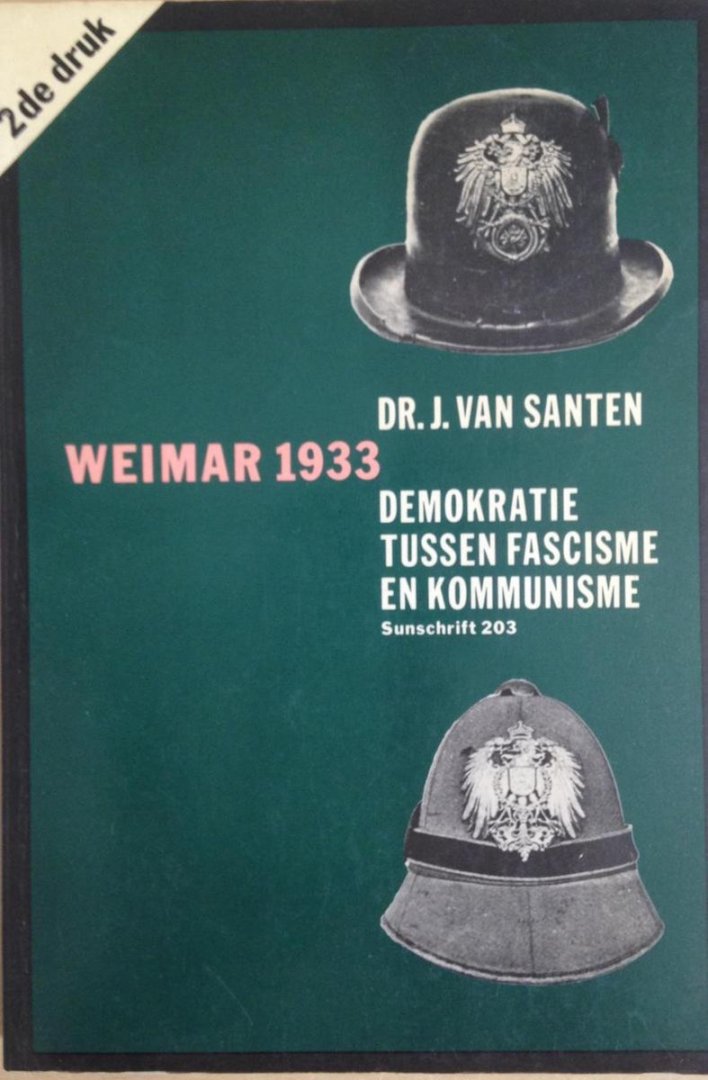 2de druk
DR. J. VAN SANTEN
WEIMAR 1933
DEMOKRATIE
TUSSEN FASCISME
EN KOMMUNISME
Sunschrift 203